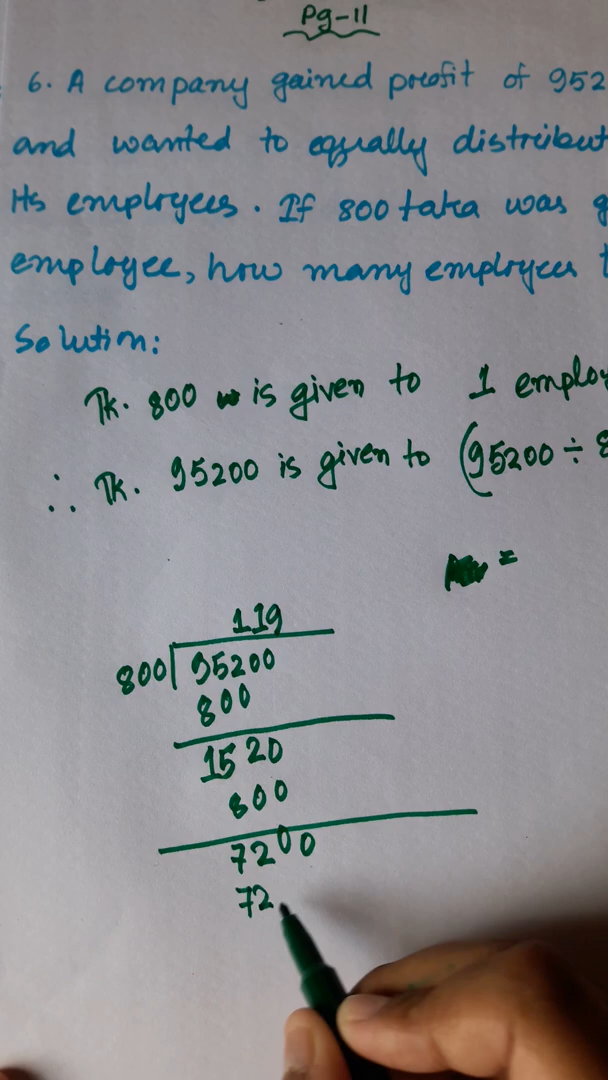 Pg-11
6. A company gained profit of 952
and wanted to equally distribut
its employees. If 800 taka was g
employee, how many employees t
Solution:
Tk. 800 is given to 1 employ
∴ Tk. 95200 is given to (95200 ÷ 8
=
119
800 95200
800
1520
800
7200
72